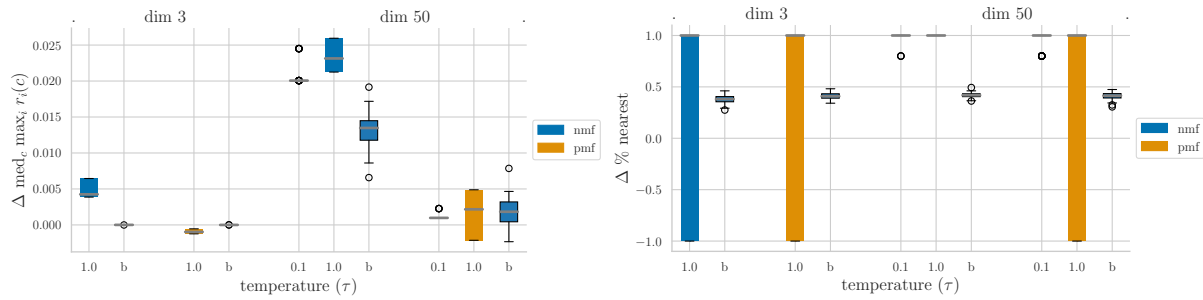 . dim 3 dim 50 .
Δ med_c max_i r_i(c)
0.025
0.020
0.015
0.010
0.005
0.000
1.0 b 1.0 b 0.1 1.0 b 0.1 1.0 b
temperature (τ)
nmf
pmf
. dim 3 dim 50 .
Δ % nearest
1.0
0.5
0.0
−0.5
−1.0
1.0 b 1.0 b 0.1 1.0 b 0.1 1.0 b
temperature (τ)
nmf
pmf